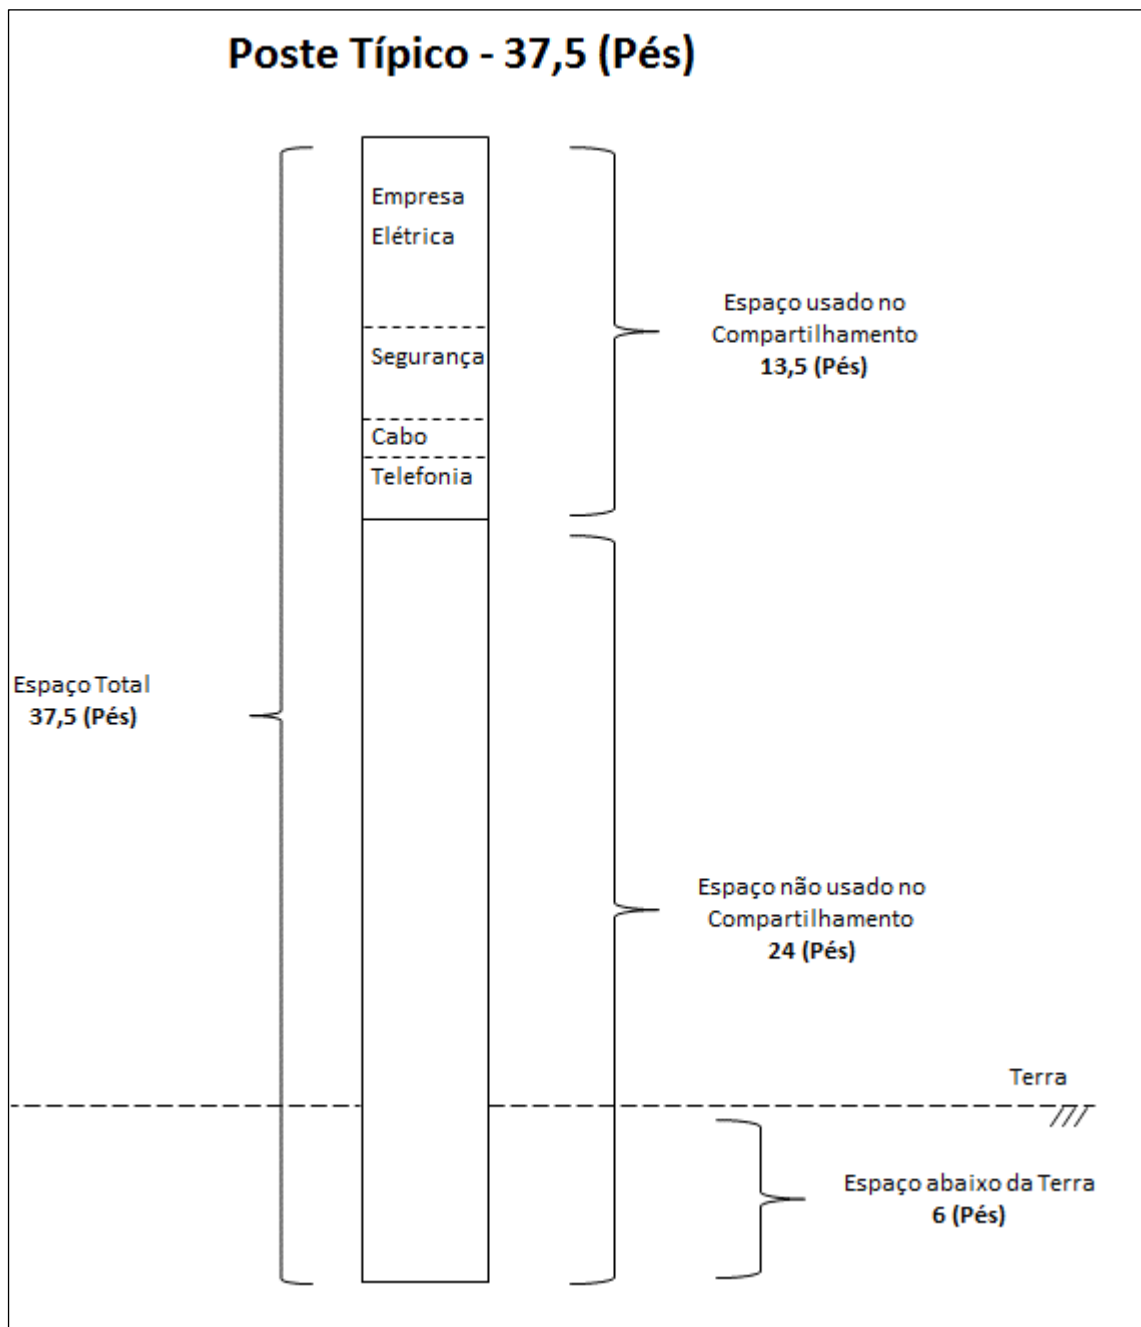 Poste Típico - 37,5 (Pés)
Empresa
Elétrica
Segurança
Cabo
Telefonia
Espaço usado no
Compartilhamento
13,5 (Pés)
Espaço Total
37,5 (Pés)
Espaço não usado no
Compartilhamento
24 (Pés)
Terra
Espaço abaixo da Terra
6 (Pés)